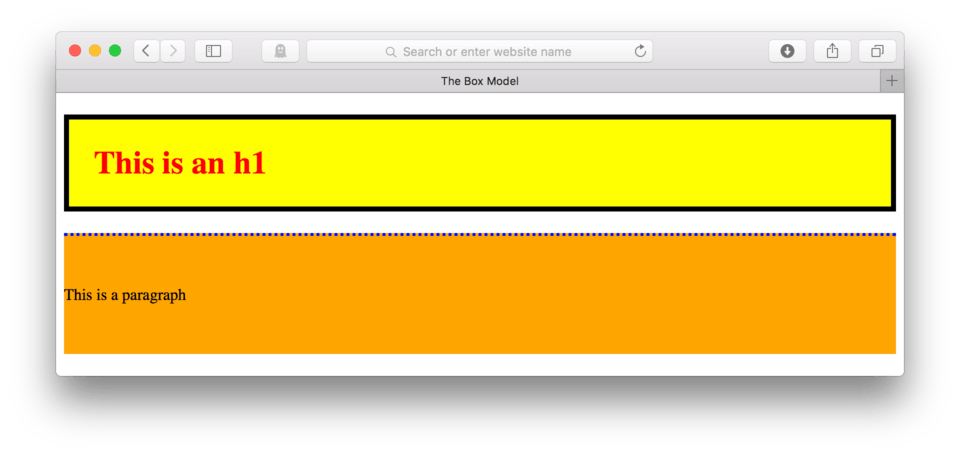 Search or enter website name
The Box Model
This is an h1
This is a paragraph